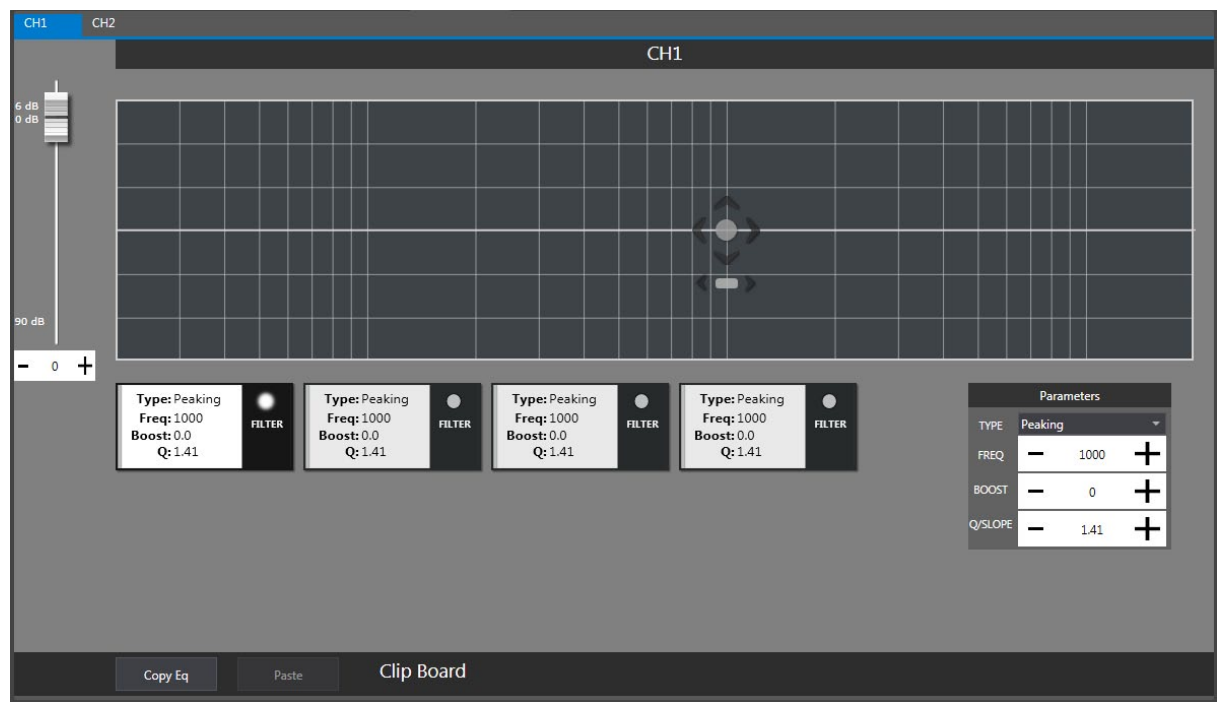 CH1 CH2
CH1
6 dB
0 dB
90 dB
- 0 +
Type: Peaking
Freq: 1000
Boost: 0.0
Q: 1.41
FILTER
Type: Peaking
Freq: 1000
Boost: 0.0
Q: 1.41
FILTER
Type: Peaking
Freq: 1000
Boost: 0.0
Q: 1.41
FILTER
Type: Peaking
Freq: 1000
Boost: 0.0
Q: 1.41
FILTER
Parameters
TYPE Peaking
FREQ - 1000 +
BOOST - 0 +
Q/SLOPE - 1.41 +
Copy Eq Paste Clip Board